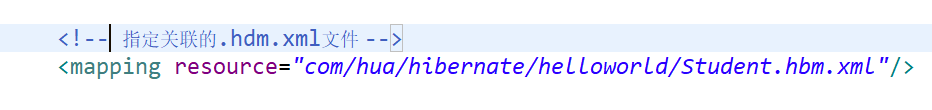 <!-- 指定关联的.hdm.xml文件 -->
<mapping resource="com/hua/hibernate/helloworld/Student.hbm.xml"/>